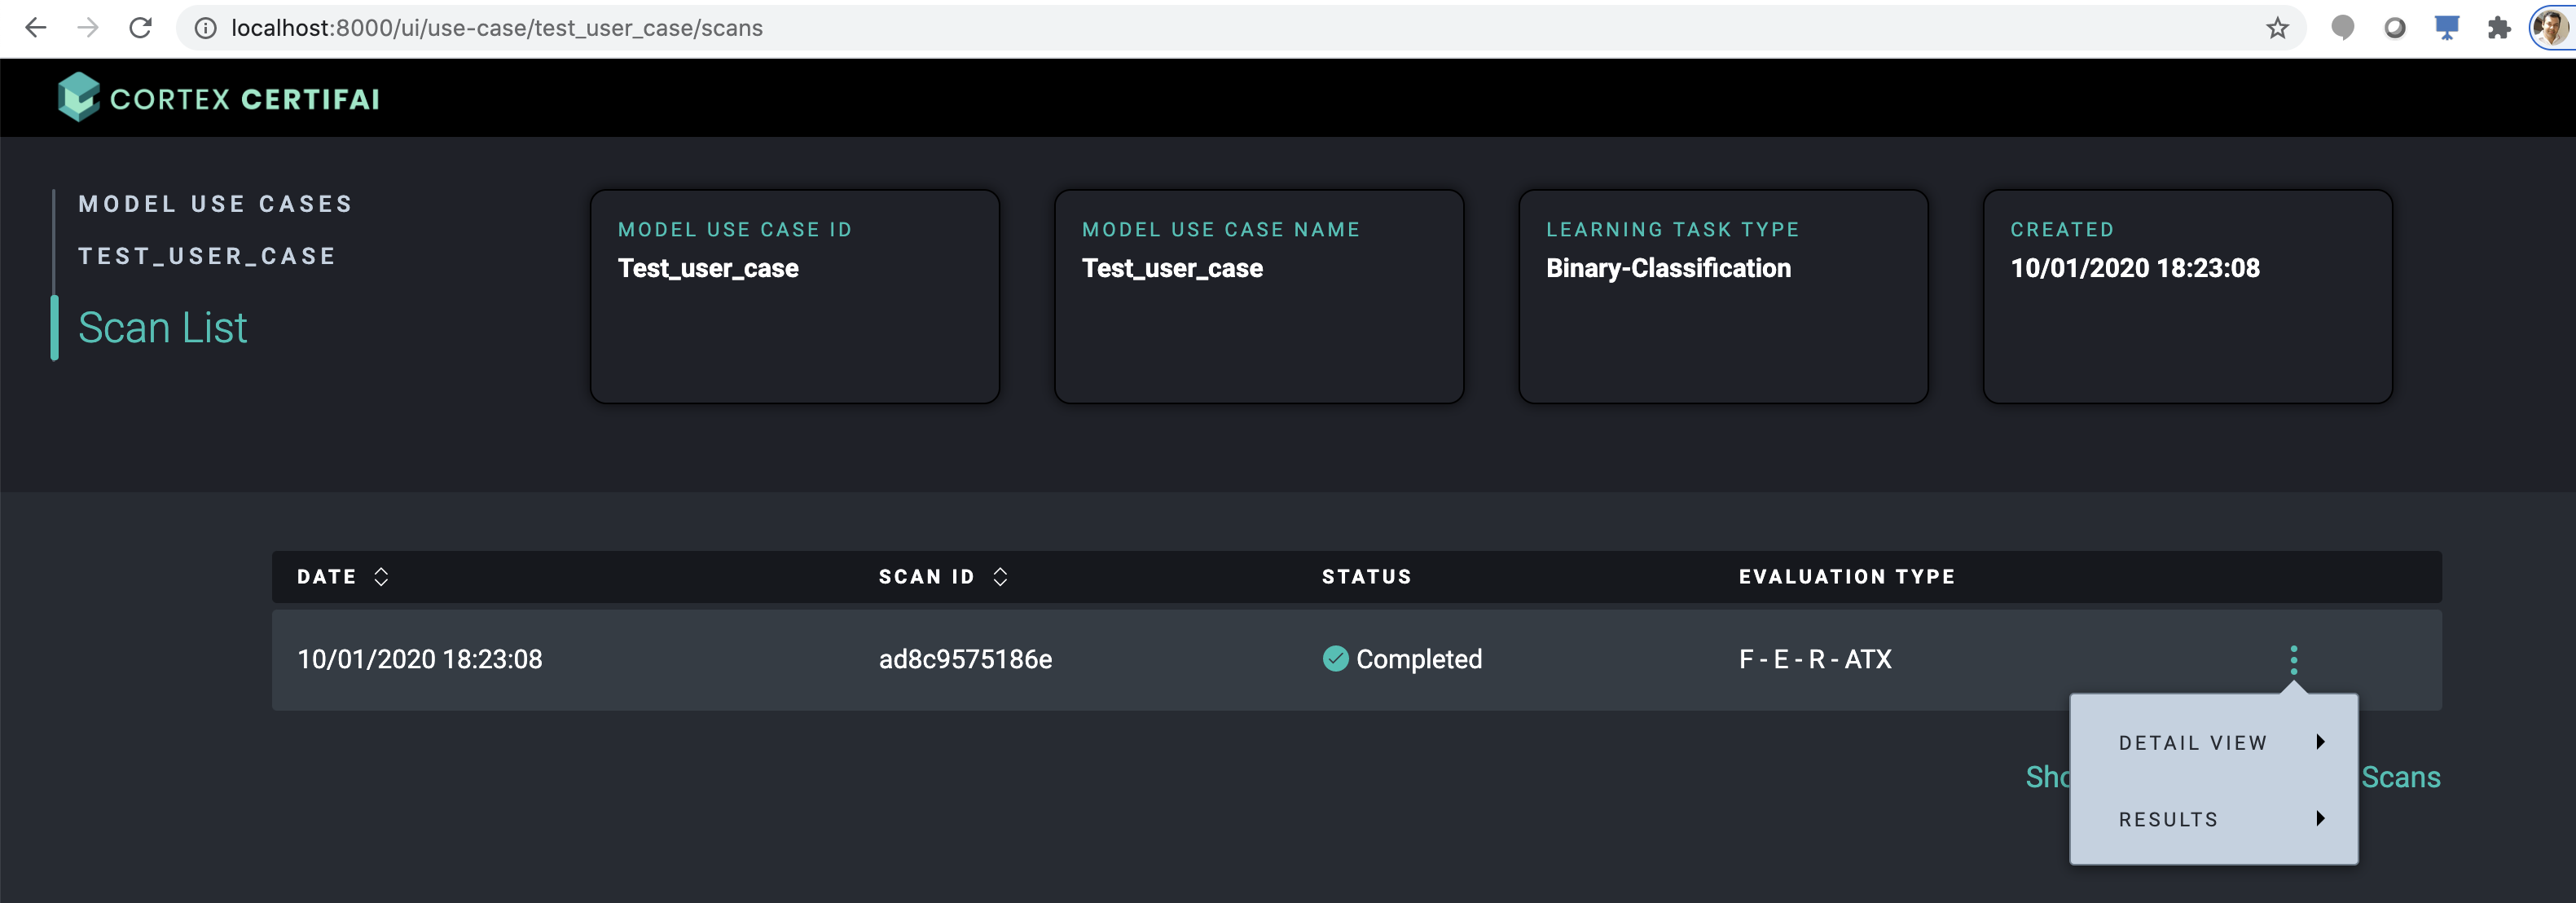 localhost:8000/ui/use-case/test_user_case/scans
CORTEX CERTIFAI
MODEL USE CASES
TEST_USER_CASE
Scan List
MODEL USE CASE ID
Test_user_case
MODEL USE CASE NAME
Test_user_case
LEARNING TASK TYPE
Binary-Classification
CREATED
10/01/2020 18:23:08
DATE SCAN ID STATUS EVALUATION TYPE
10/01/2020 18:23:08 ad8c9575186e Completed F - E - R - ATX
DETAIL VIEW
Scans
RESULTS